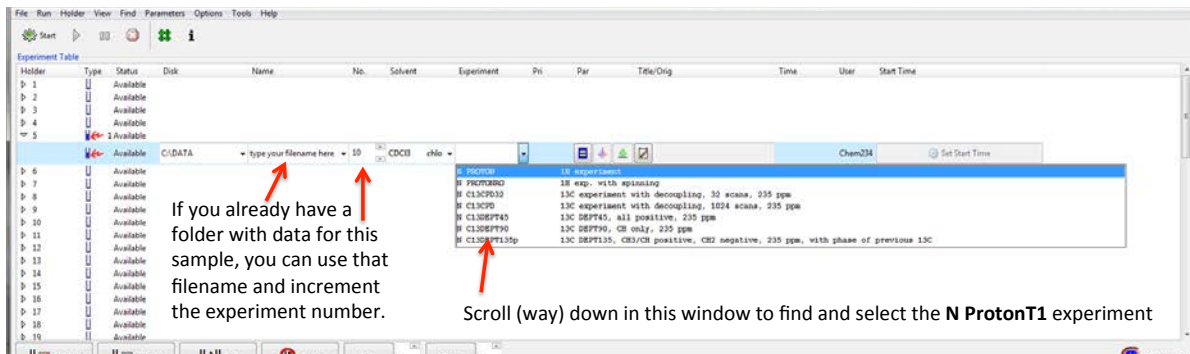 File Run Holder View Find Parameters Options Tools Help
Start
Experiment Table
Holder Type Status Disk Name No. Solvent Experiment Pri Par Title/Orig Time User Start Time
1 Available
2 Available
3 Available
4 Available
5 1 Available
Available C:\DATA type your filename here 10 CDCl3 chlo Chem234 Set Start Time
N PROTON 1H experiment
6 Available
N PROTONRO 1H exp. with spinning
7 Available
N C13CPD32 13C experiment with decoupling, 32 scans, 235 ppm
8 Available
N C13CPD 13C experiment with decoupling, 1024 scans, 235 ppm
9 Available
N C13DEPT45 13C DEPT45, all positive, 235 ppm
10 Available
N C13DEPT90 13C DEPT90, CH only, 235 ppm
11 Available
N C13DEPT135p 13C DEPT135, CH3/CH positive, CH2 negative, 235 ppm, with phase of previous 13C
12 Available
13 Available
14 Available
15 Available
16 Available
17 Available
18 Available
19 Available
If you already have a
folder with data for this
sample, you can use that
filename and increment
the experiment number.
Scroll (way) down in this window to find and select the N ProtonT1 experiment